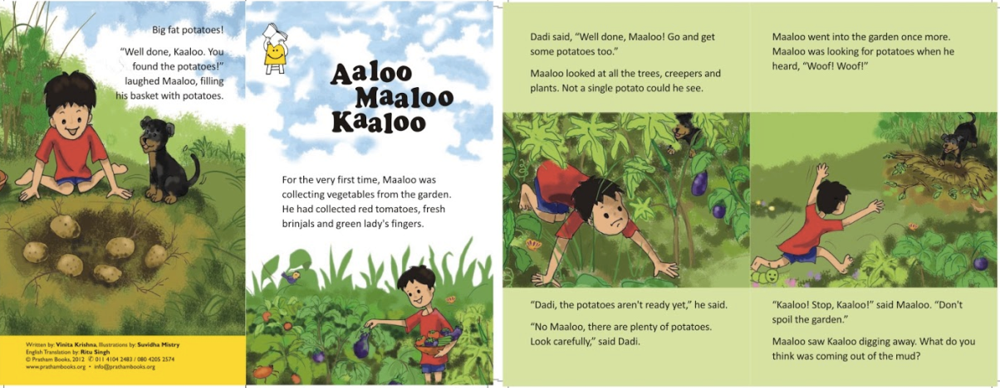 Big fat potatoes!
“Well done, Kaaloo. You
found the potatoes!”
laughed Maaloo, filling
his basket with potatoes.
Written by: Vinita Krishna, Illustrations by: Suvidha Mistry
English Translation by: Ritu Singh
© Pratham Books, 2012 ✆ 011 4104 2483 / 080 4205 2574
www.prathambooks.org • info@prathambooks.org
Aaloo
Maaloo
Kaaloo
For the very first time, Maaloo was
collecting vegetables from the garden.
He had collected red tomatoes, fresh
brinjals and green lady's fingers.
Dadi said, “Well done, Maaloo! Go and get
some potatoes too.”
Maaloo looked at all the trees, creepers and
plants. Not a single potato could he see.
“Dadi, the potatoes aren't ready yet,” he said.
“No Maaloo, there are plenty of potatoes.
Look carefully,” said Dadi.
Maaloo went into the garden once more.
Maaloo was looking for potatoes when he
heard, “Woof! Woof!”
“Kaaloo! Stop, Kaaloo!” said Maaloo. “Don't
spoil the garden.”
Maaloo saw Kaaloo digging away. What do you
think was coming out of the mud?